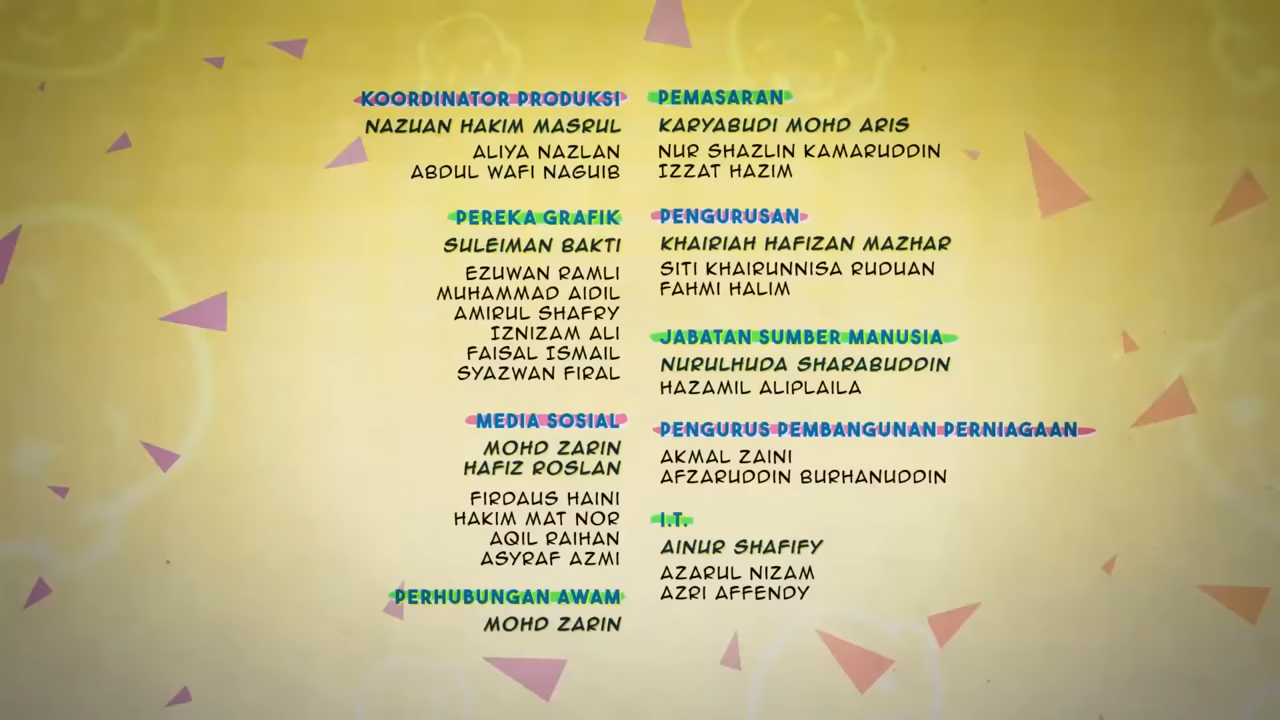 KOORDINATOR PRODUKSI
NAZUAN HAKIM MASRUL
ALIYA NAZLAN
ABDUL WAFI NAGUIB
PEREKA GRAFIK
SULEIMAN BAKTI
EZUWAN RAMLI
MUHAMMAD AIDIL
AMIRUL SHAFRY
IZNIZAM ALI
FAISAL ISMAIL
SYAZWAN FIRAL
MEDIA SOSIAL
MOHD ZARIN
HAFIZ ROSLAN
FIRDAUS HAINI
HAKIM MAT NOR
AQIL RAIHAN
ASYRAF AZMI
PERHUBUNGAN AWAM
MOHD ZARIN
PEMASARAN
KARYABUDI MOHD ARIS
NUR SHAZLIN KAMARUDDIN
IZZAT HAZIM
PENGURUSAN
KHAIRIAH HAFIZAN MAZHAR
SITI KHAIRUNNISA RUDUAN
FAHMI HALIM
JABATAN SUMBER MANUSIA
NURULHUDA SHARABUDDIN
HAZAMIL ALIPLAILA
PENGURUS PEMBANGUNAN PERNIAGAAN
AKMAL ZAINI
AFZARUDDIN BURHANUDDIN
I.T.
AINUR SHAFIFY
AZARUL NIZAM
AZRI AFFENDY